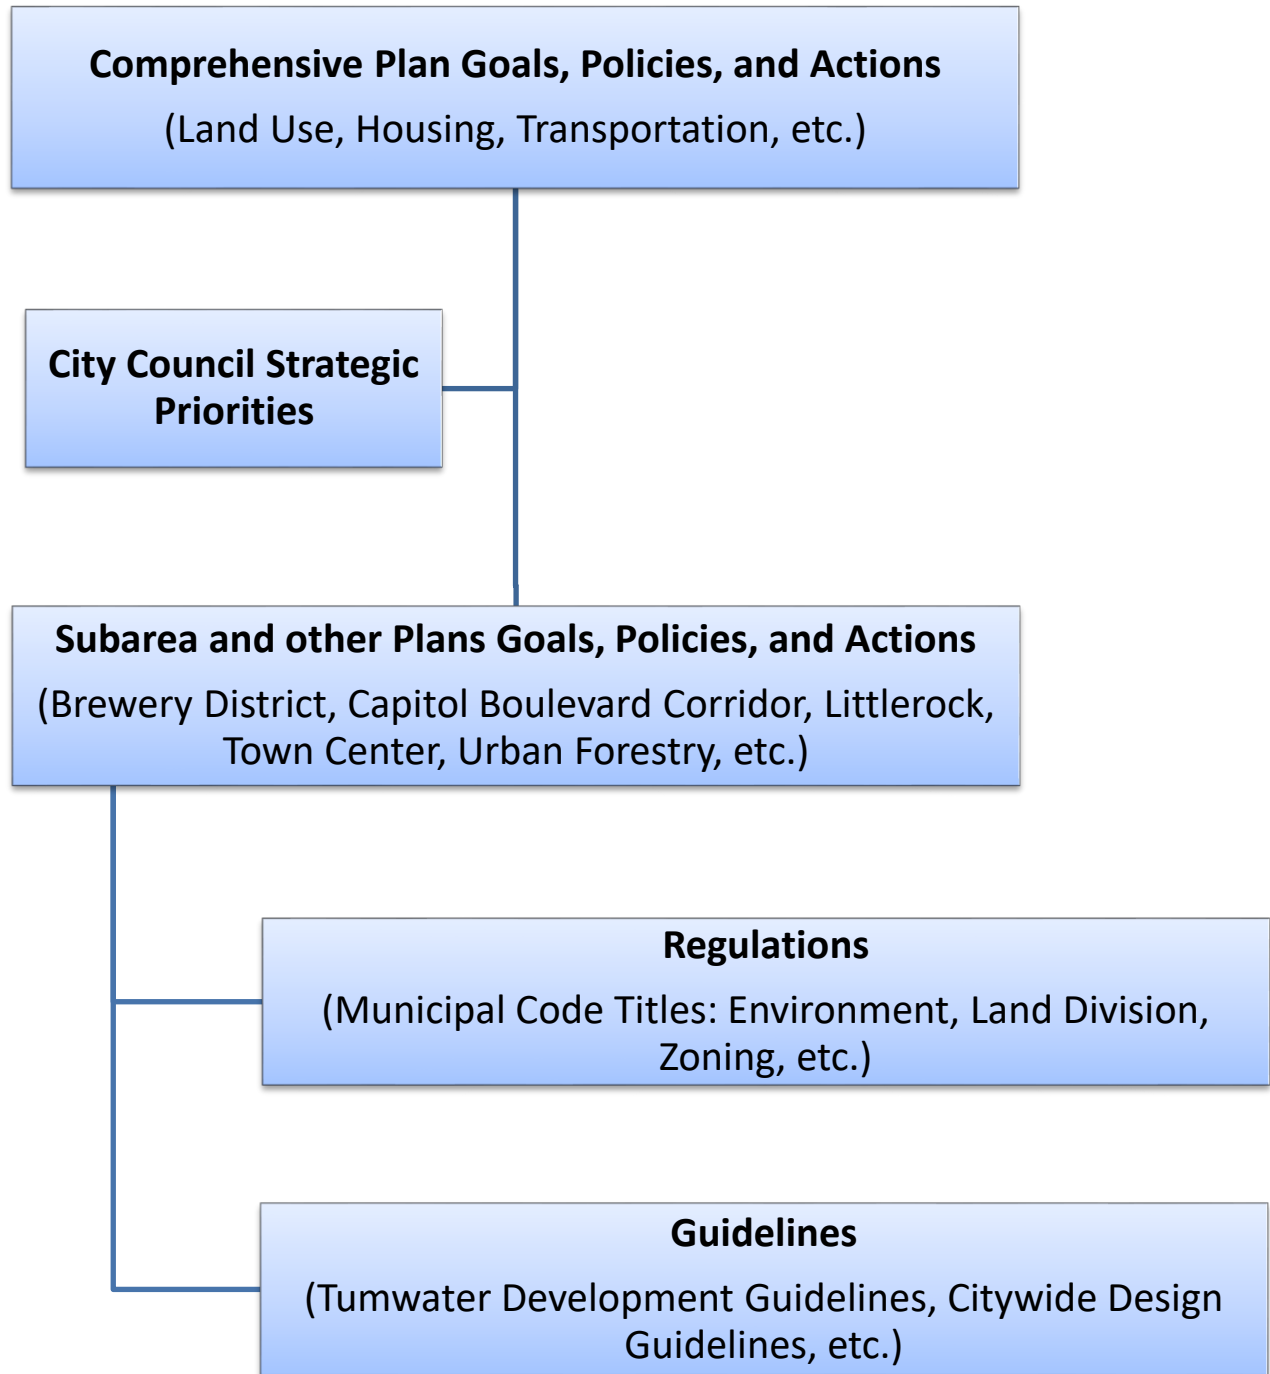 Comprehensive Plan Goals, Policies, and Actions
(Land Use, Housing, Transportation, etc.)
City Council Strategic
Priorities
Subarea and other Plans Goals, Policies, and Actions
(Brewery District, Capitol Boulevard Corridor, Littlerock,
Town Center, Urban Forestry, etc.)
Regulations
(Municipal Code Titles: Environment, Land Division,
Zoning, etc.)
Guidelines
(Tumwater Development Guidelines, Citywide Design
Guidelines, etc.)